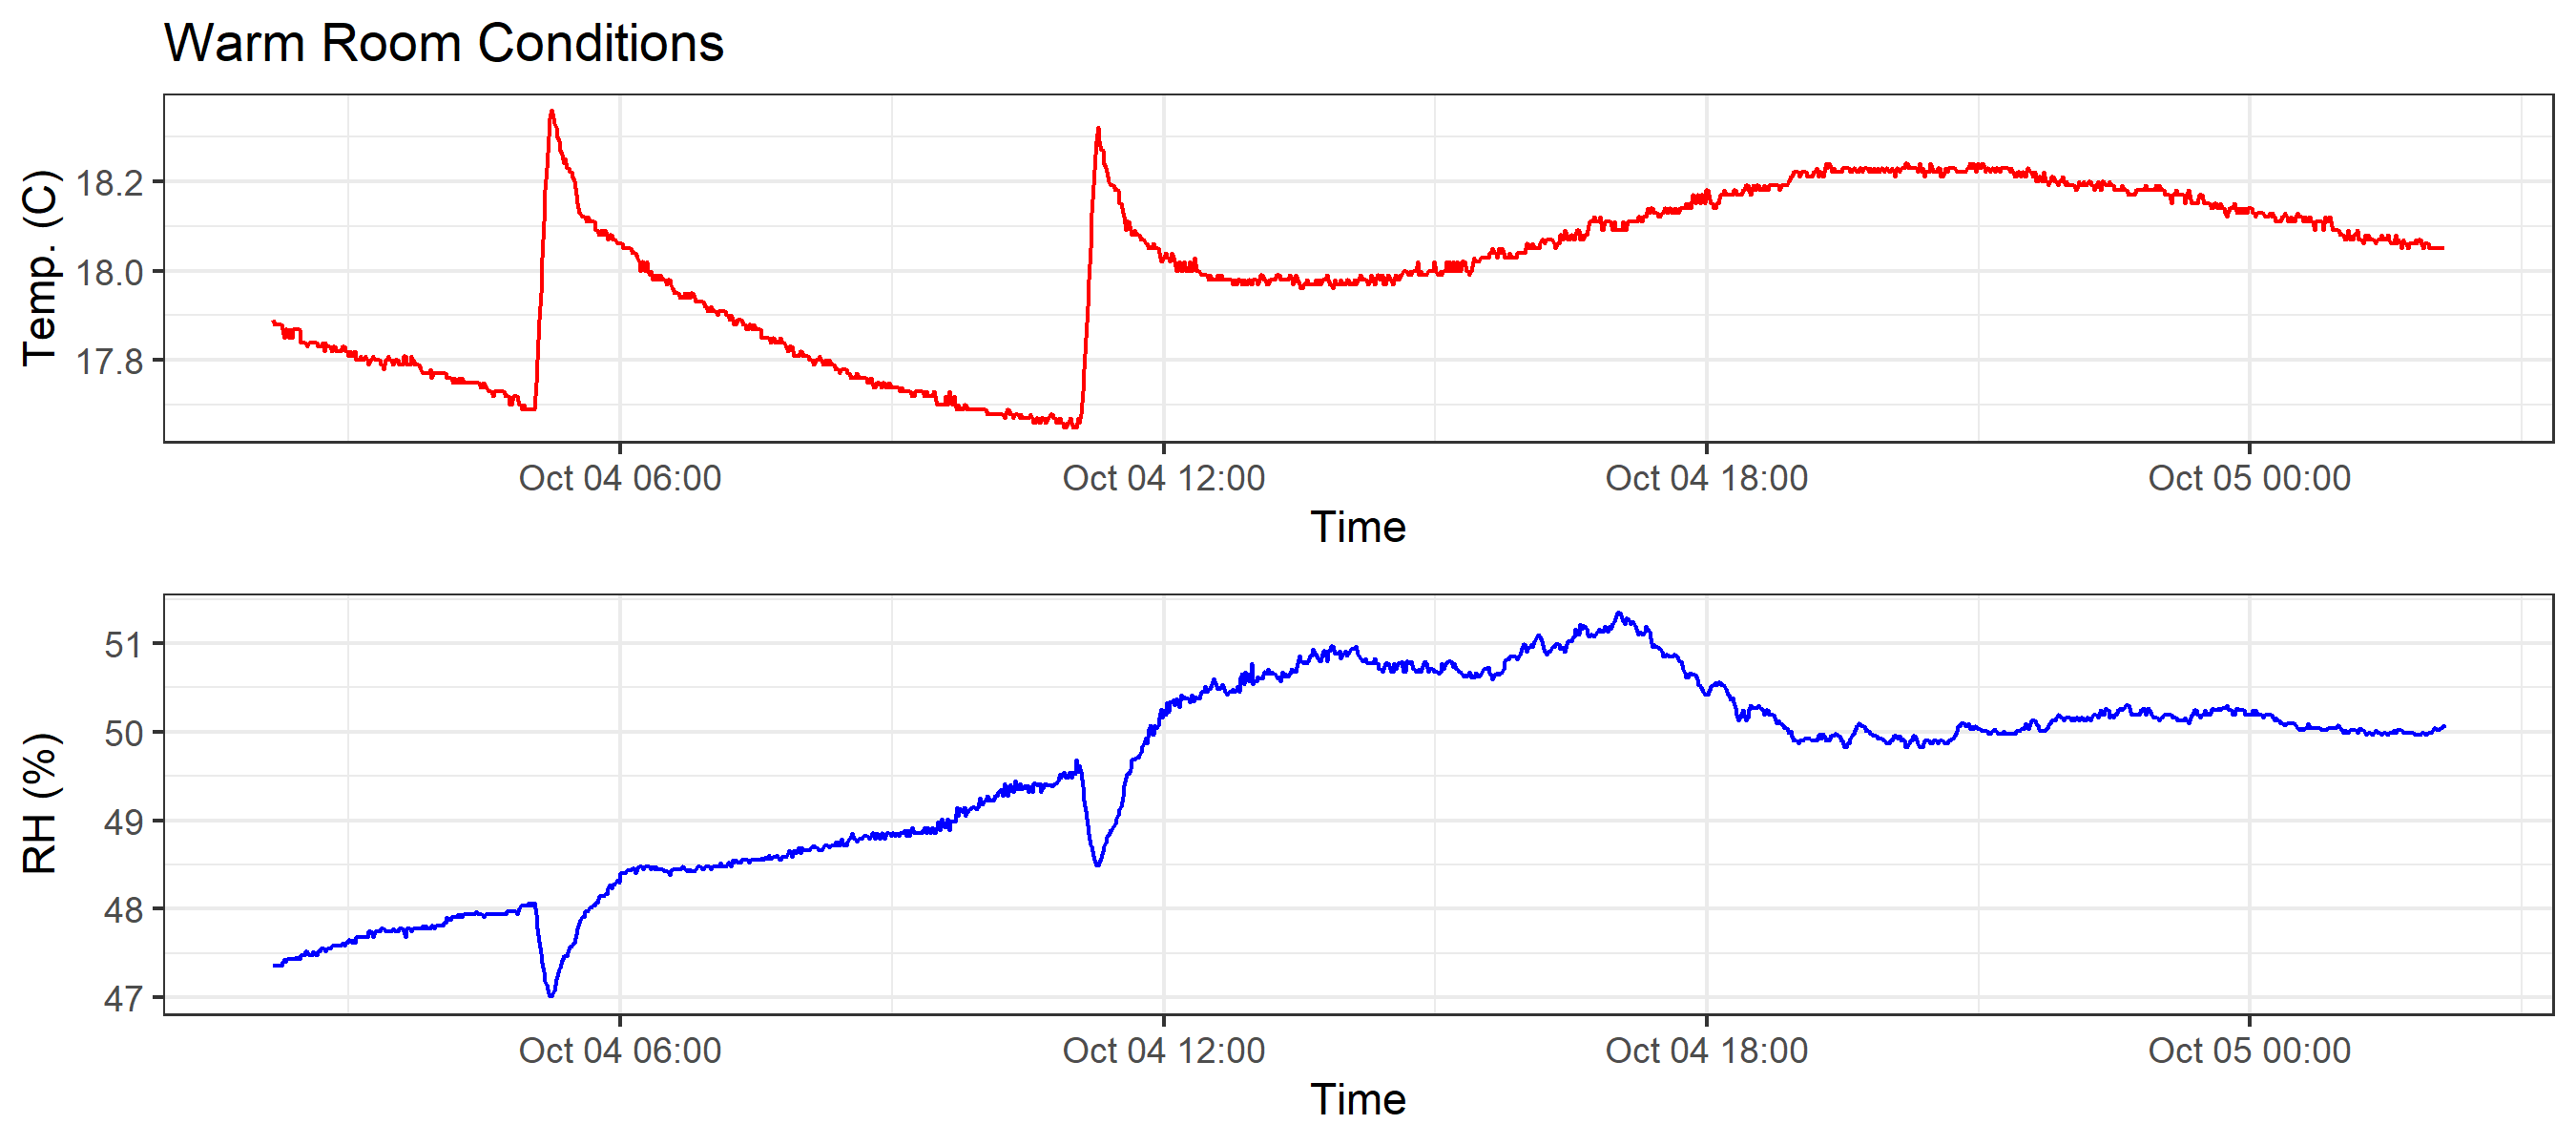 Warm Room Conditions
Temp. (C)
18.2
18.0
17.8
Oct 04 06:00 Oct 04 12:00 Oct 04 18:00 Oct 05 00:00
Time
RH (%)
51
50
49
48
47
Oct 04 06:00 Oct 04 12:00 Oct 04 18:00 Oct 05 00:00
Time